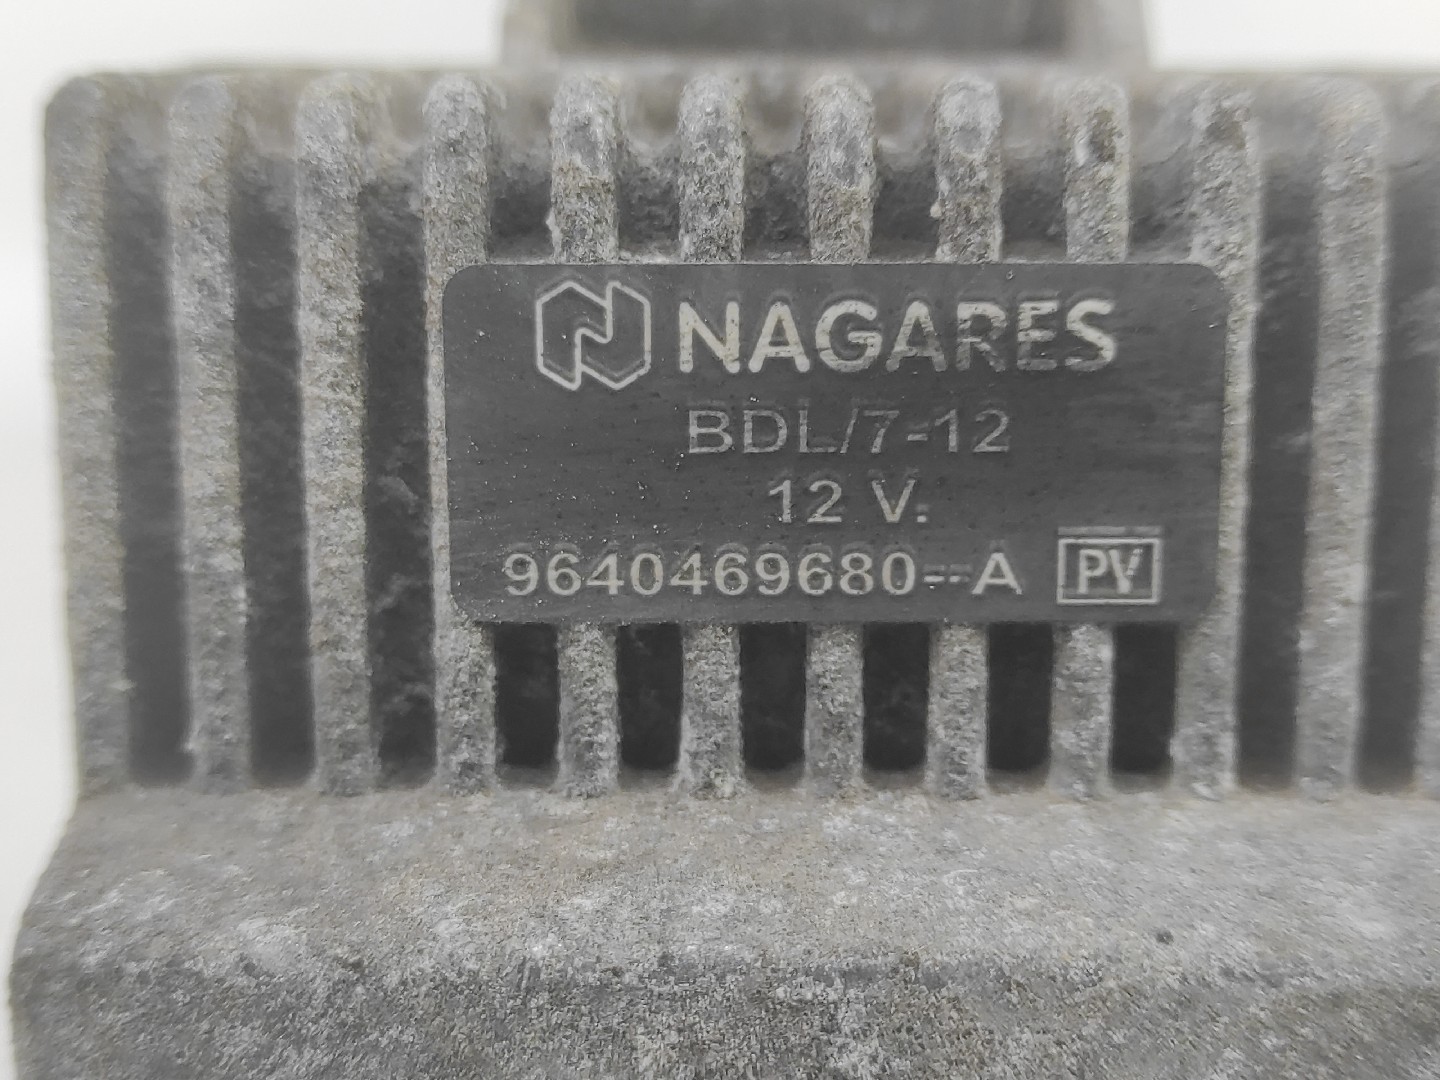 NAGARES
BDL/7-12
12 V.
9640469680--A PV